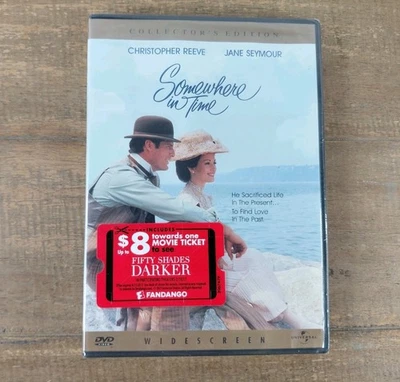 COLLECTOR'S EDITION
CHRISTOPHER REEVE JANE SEYMOUR
Somewhere
in Time
He Sacrificed Life
In The Present...
To Find Love
In The Past.
INCLUDES
Up to $8 towards one
MOVIE TICKET
to see
FIFTY SHADES
DARKER
FANDANGO
DVD
WIDESCREEN
UNIVERSAL